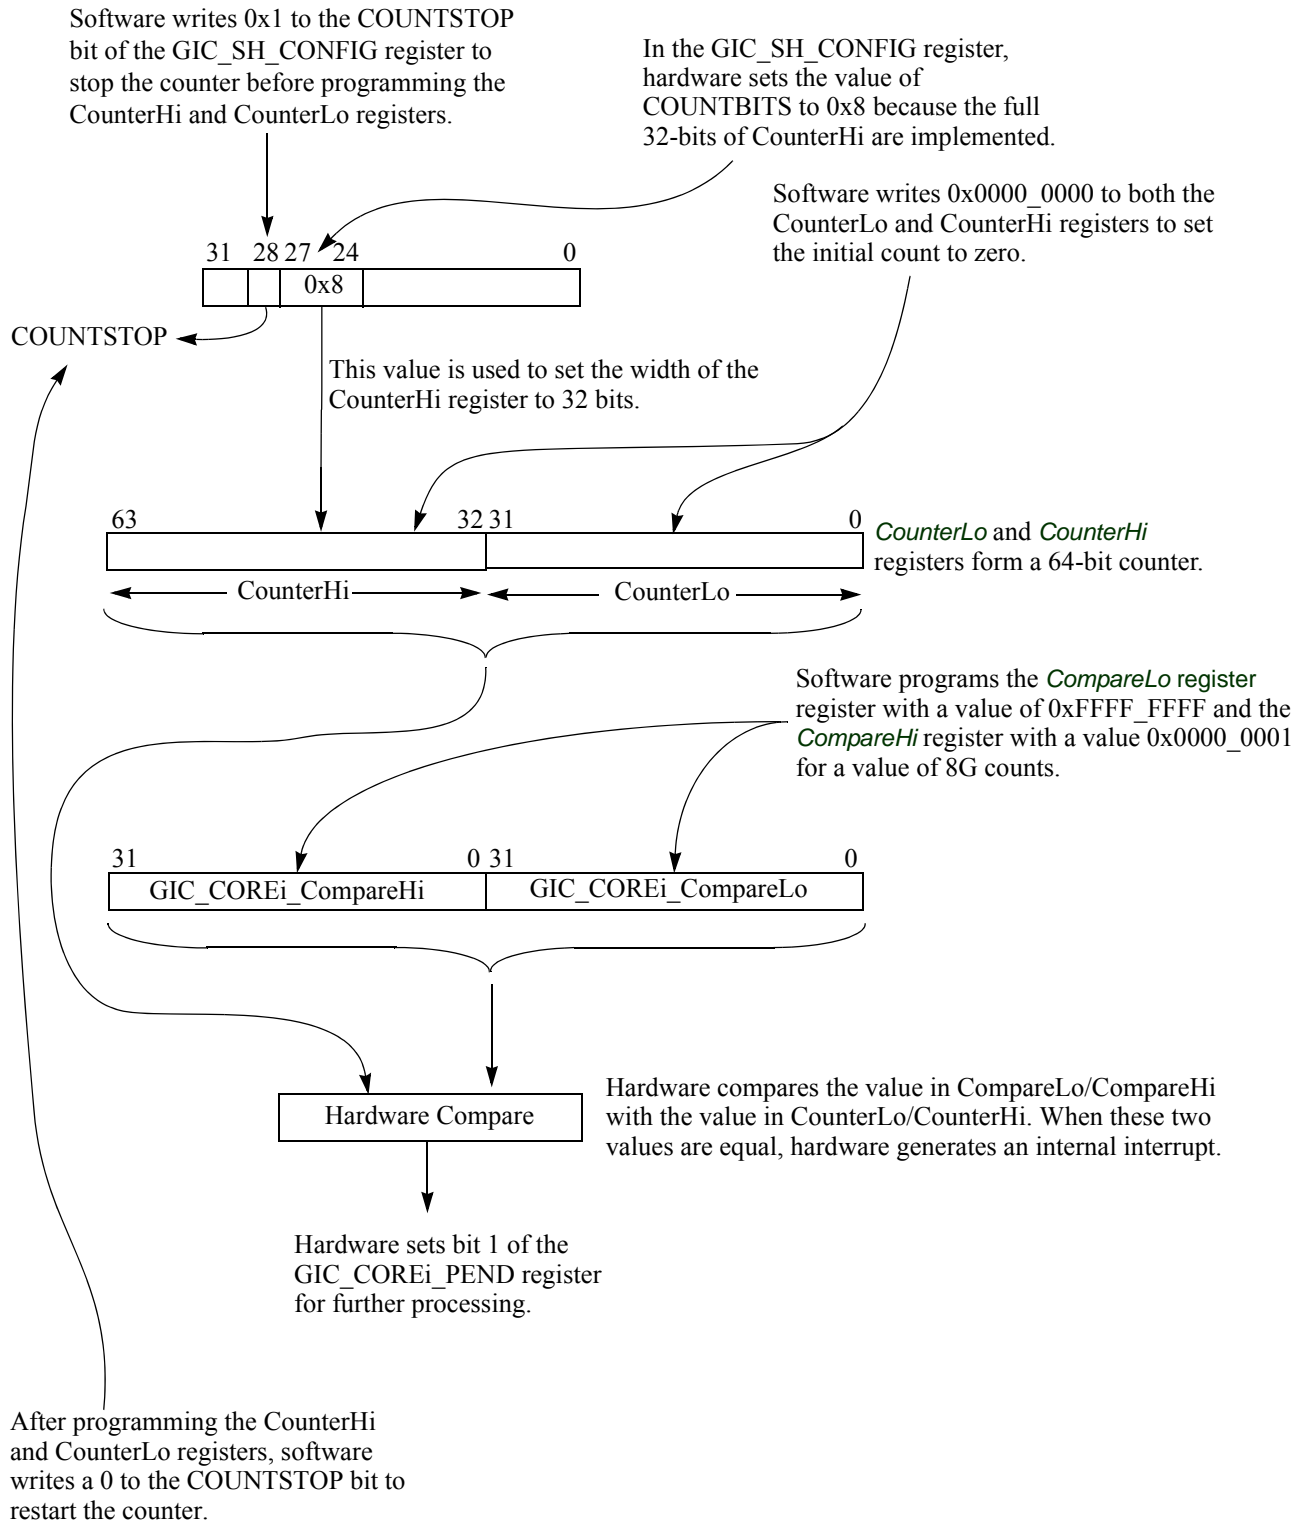 Software writes 0x1 to the COUNTSTOP
bit of the GIC_SH_CONFIG register to
stop the counter before programming the
CounterHi and CounterLo registers.
In the GIC_SH_CONFIG register,
hardware sets the value of
COUNTBITS to 0x8 because the full
32-bits of CounterHi are implemented.
Software writes 0x0000_0000 to both the
CounterLo and CounterHi registers to set
the initial count to zero.
31 28 27 24 0
0x8
COUNTSTOP
This value is used to set the width of the
CounterHi register to 32 bits.
63 32 31 0
CounterLo and CounterHi
registers form a 64-bit counter.
CounterHi CounterLo
Software programs the CompareLo register
register with a value of 0xFFFF_FFFF and the
CompareHi register with a value 0x0000_0001
for a value of 8G counts.
31 0 31 0
GIC_COREi_CompareHi GIC_COREi_CompareLo
Hardware Compare
Hardware compares the value in CompareLo/CompareHi
with the value in CounterLo/CounterHi. When these two
values are equal, hardware generates an internal interrupt.
Hardware sets bit 1 of the
GIC_COREi_PEND register
for further processing.
After programming the CounterHi
and CounterLo registers, software
writes a 0 to the COUNTSTOP bit to
restart the counter.